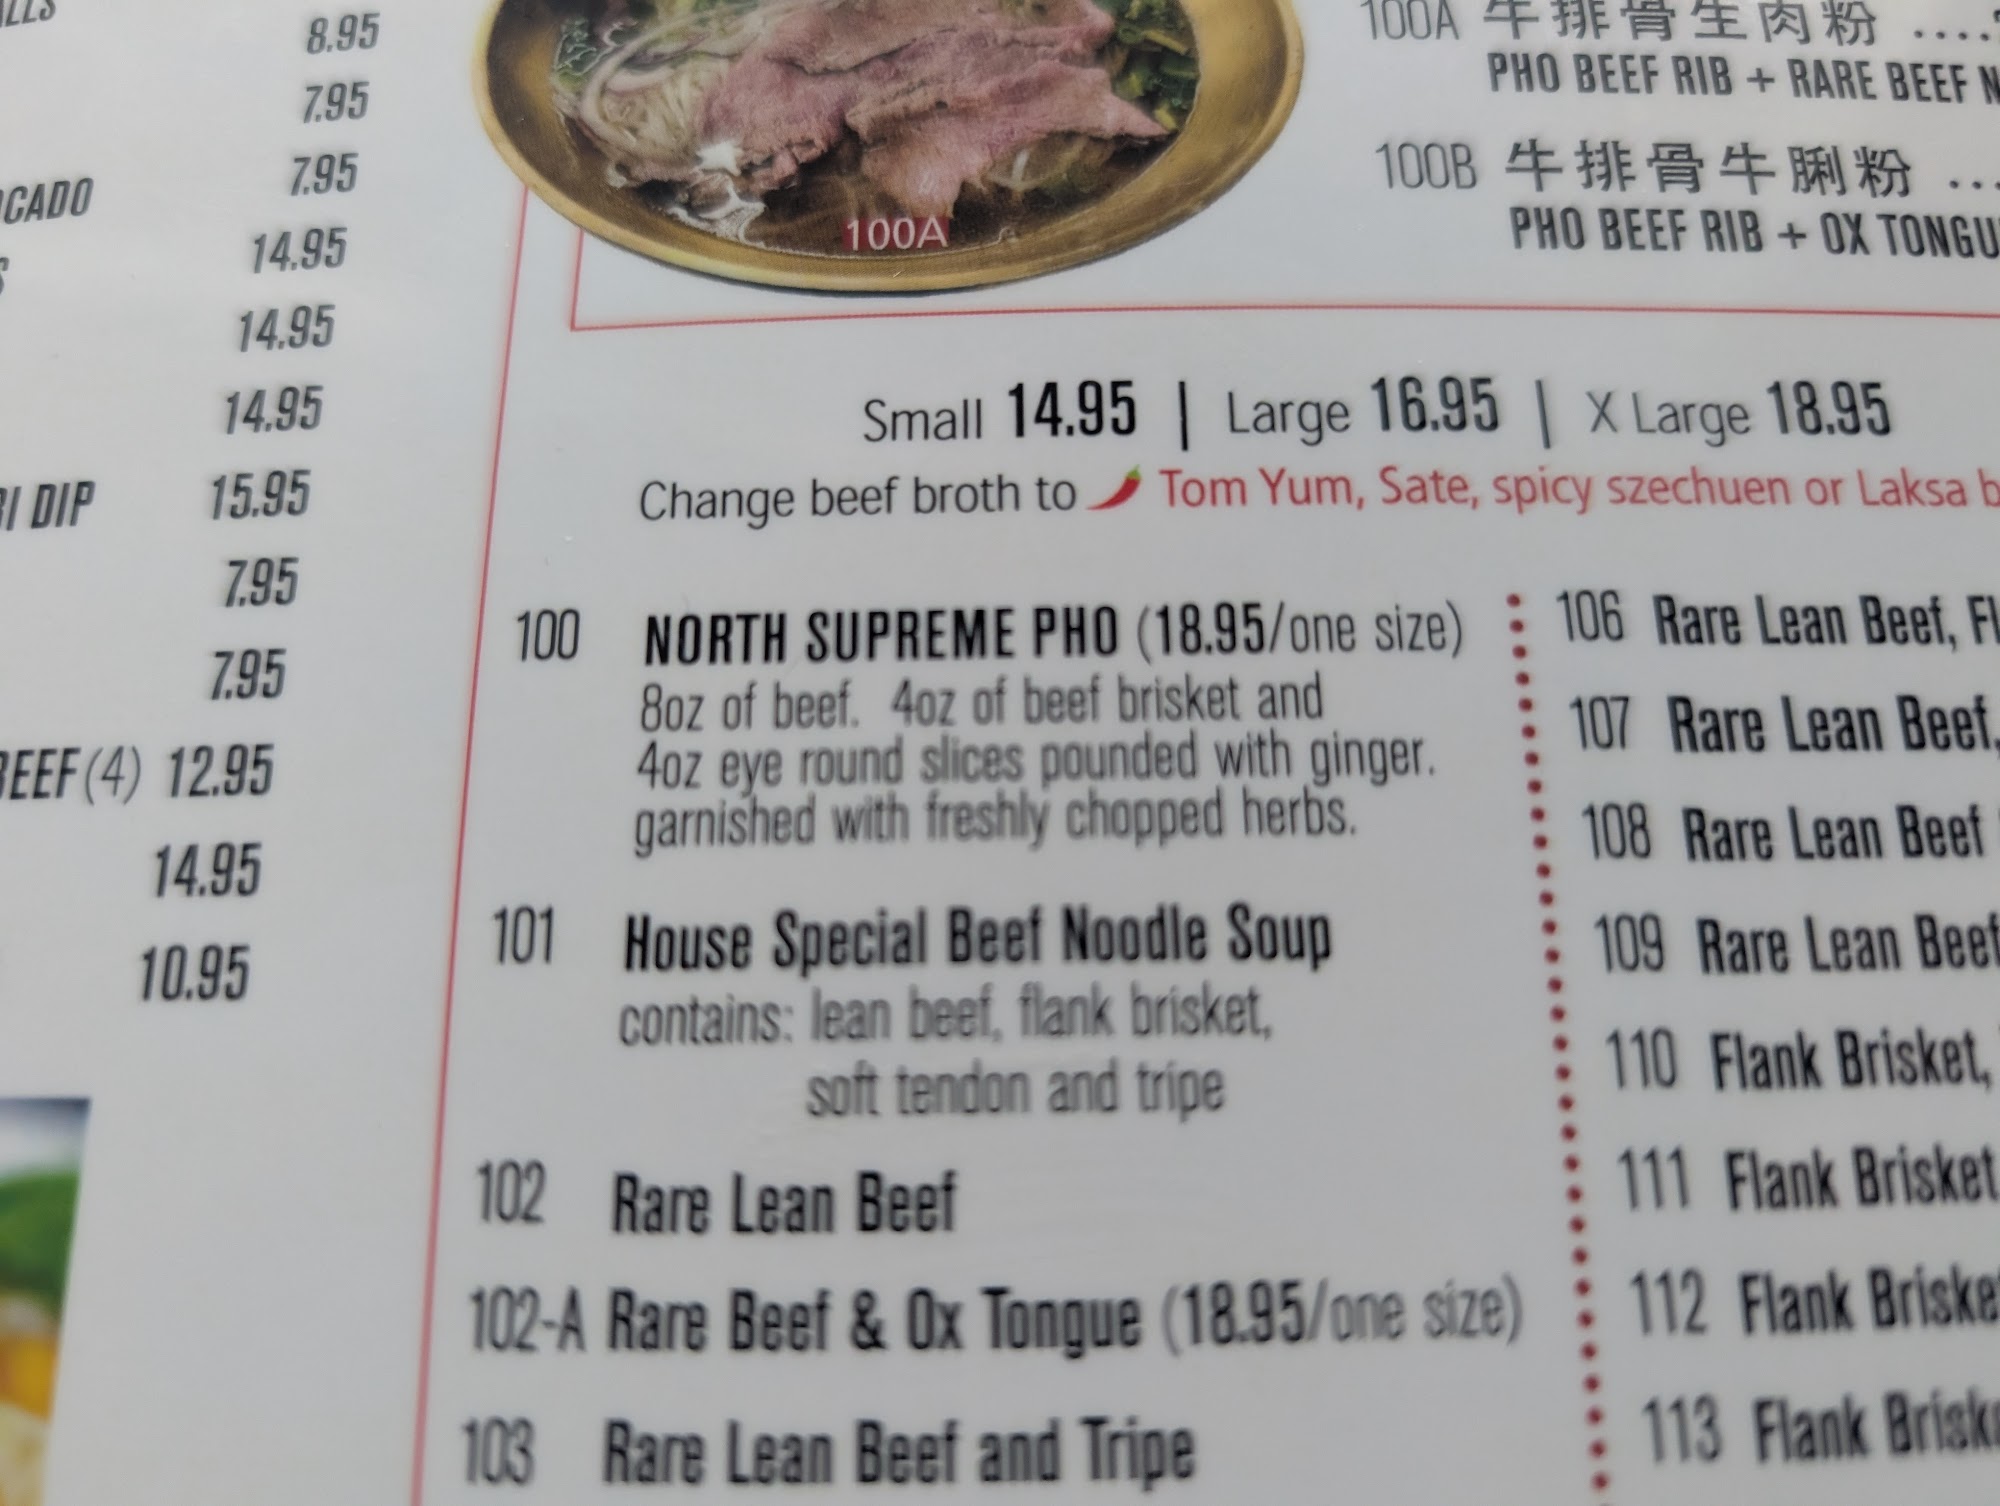 8.95
7.95
7.95
14.95
14.95
14.95
DIP 15.95
7.95
7.95
BEEF (4) 12.95
14.95
10.95
100A
100A 牛排骨生肉粉 ....
PHO BEEF RIB + RARE BEEF
100B 牛排骨牛脷粉 ...
PHO BEEF RIB + OX
Small 14.95 | Large 16.95 | X Large 18.95
Change beef broth to Tom Yum, Sate, spicy szechuen or Laksa
100 NORTH SUPREME PHO (18.95/one size)
8oz of beef. 4oz of beef brisket and
4oz eye round slices pounded with ginger.
garnished with freshly chopped herbs.
101 House Special Beef Noodle Soup
contains: lean beef, flank brisket,
soft tendon and tripe
102 Rare Lean Beef
102-A Rare Beef & Ox Tongue (18.95/one size)
103 Rare Lean Beef and Tripe
106 Rare Lean Beef,
107 Rare Lean Beef,
108 Rare Lean Beef
109 Rare Lean Beef
110 Flank Brisket,
111 Flank Brisket
112 Flank
113 Flank